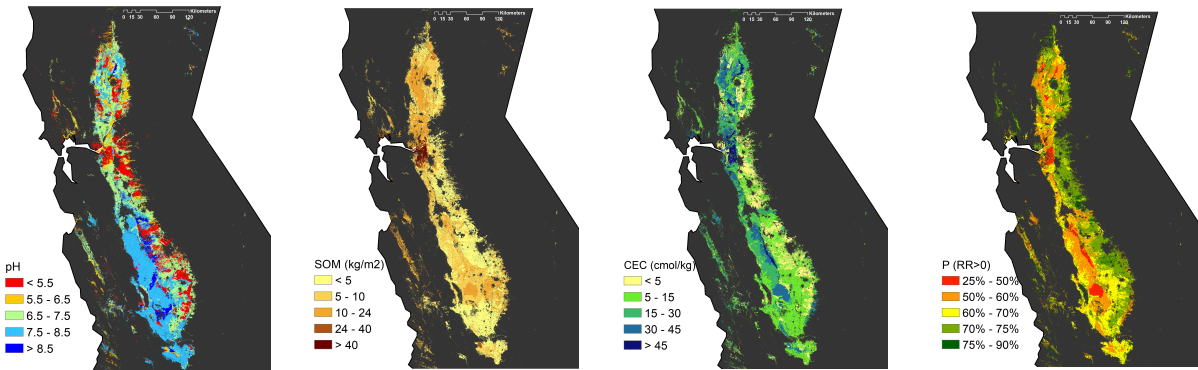 Kilometers
0 15 30 60 90 120
pH
< 5.5
5.5 - 6.5
6.5 - 7.5
7.5 - 8.5
> 8.5
Kilometers
0 15 30 60 90 120
SOM (kg/m2)
< 5
5 - 10
10 - 24
24 - 40
> 40
Kilometers
0 15 30 60 90 120
CEC (cmol/kg)
< 5
5 - 15
15 - 30
30 - 45
> 45
Kilometers
0 15 30 60 90 120
P (RR>0)
25% - 50%
50% - 60%
60% - 70%
70% - 75%
75% - 90%